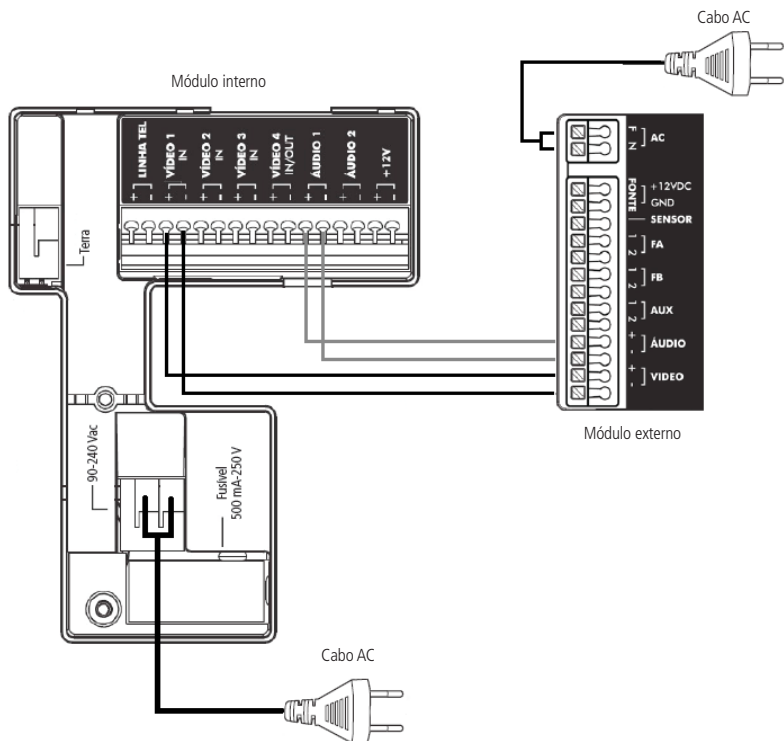 Cabo AC
Módulo interno
LINHA TEL
+ -
VÍDEO 1
IN
+ -
VÍDEO 2
IN
+ -
VÍDEO 3
IN
+ -
VÍDEO 4
IN/OUT
+ -
ÁUDIO 1
+ -
ÁUDIO 2
+ -
+12V
+ -
Terra
90-240 Vac
Fusível
500 mA-250 V
F
N
AC
FONTE
+12VDC
GND
SENSOR
1
2
FA
1
2
FB
1
2
AUX
+
-
ÁUDIO
+
-
VIDEO
Módulo externo
Cabo AC